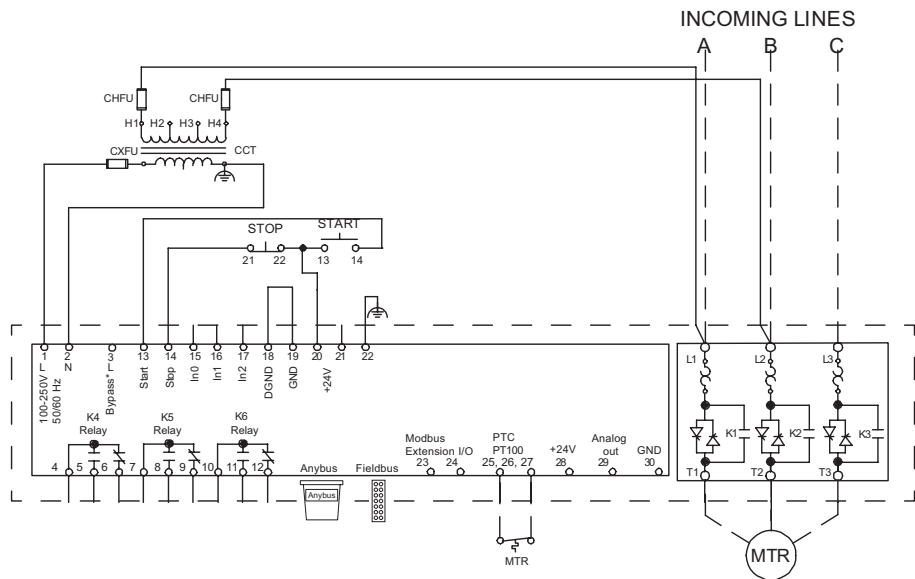 INCOMING LINES
A B C
CHFU CHFU
H1 H2 H3 H4
CXFU CCT
STOP START
21 22 13 14
1 2 3 13 14 15 16 17 18 19 20 21 22
L N L Start Stop In0 In1 In2 DGND GND +24V
100-250V
50/60 Hz
Bypass*
K4
Relay
K5
Relay
K6
Relay
4 5 6 7 8 9 10 11 12
Anybus
Anybus
Fieldbus
Modbus
Extension I/O
23 24
PTC
PT100
25, 26, 27
+24V
28
Analog
out
29
GND
30
MTR
L1 L2 L3
K1 K2 K3
T1 T2 T3
MTR